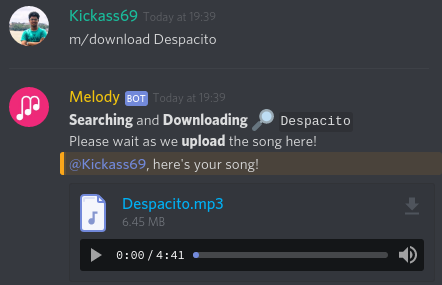 Kickass69 Today at 19:39
m/download Despacito
Melody BOT Today at 19:39
Searching and Downloading 🔎 Despacito
Please wait as we upload the song here!
@Kickass69, here's your song!
Despacito.mp3
6.45 MB
0:00 / 4:41